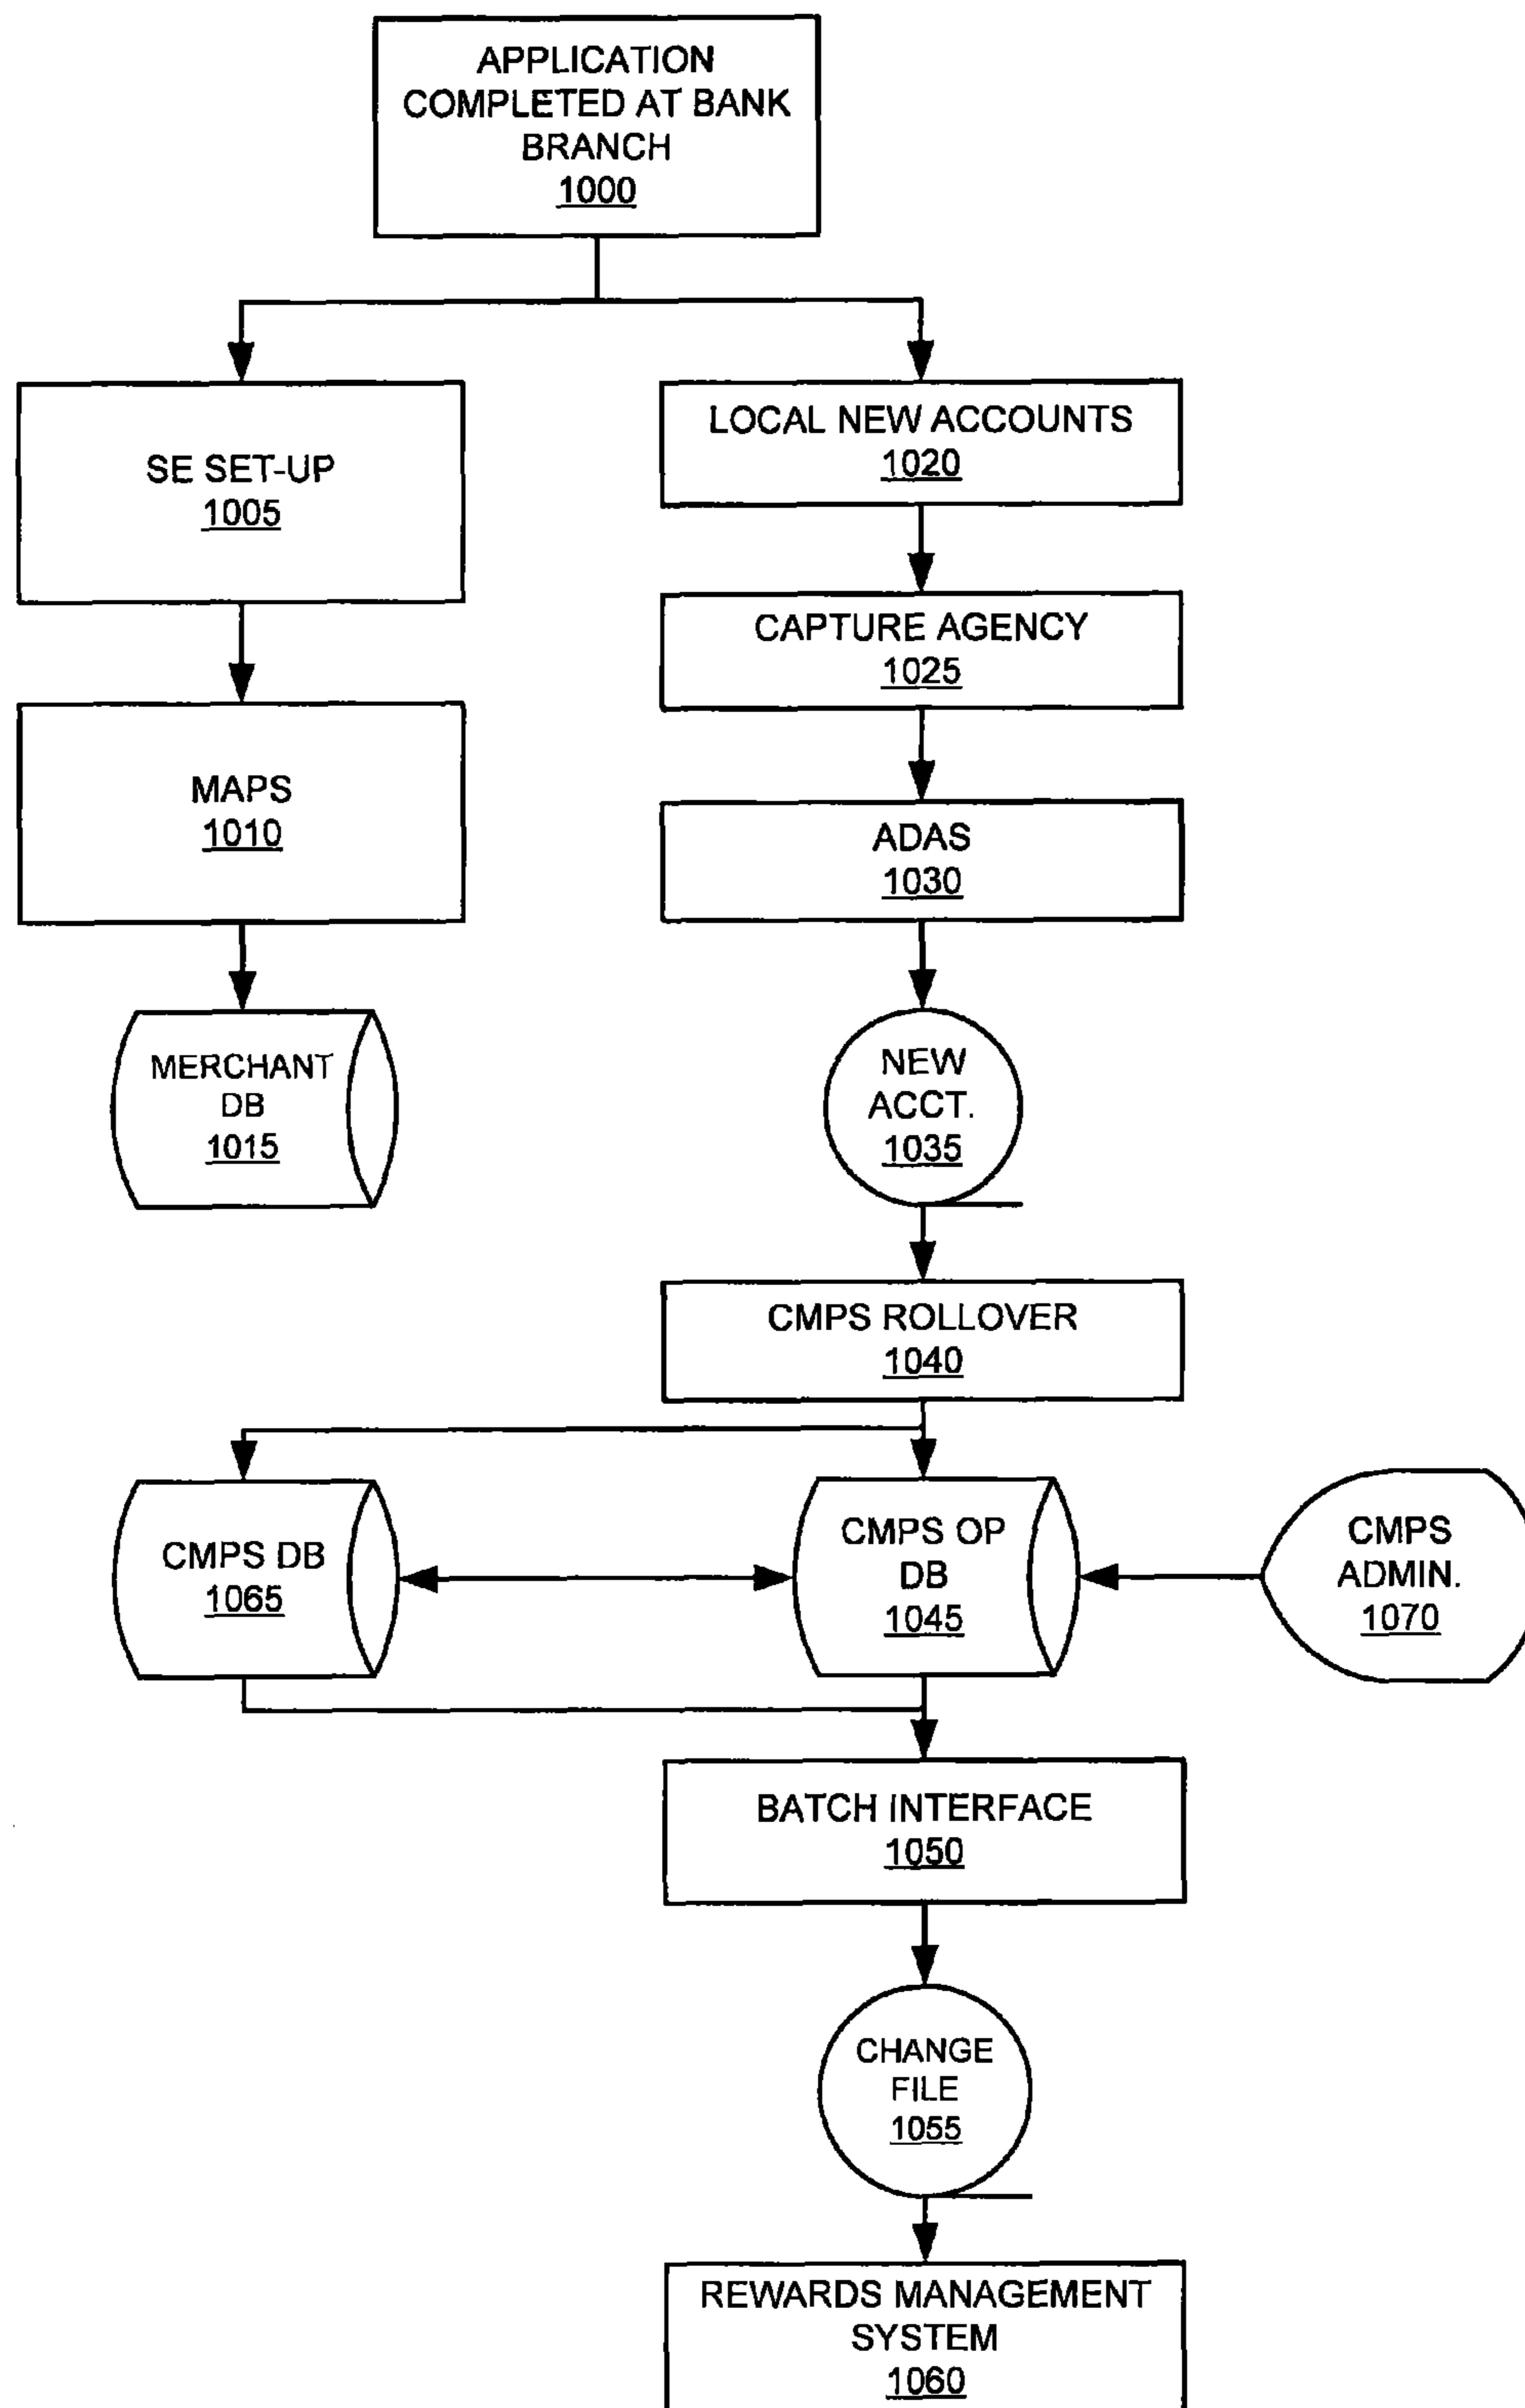 APPLICATION
COMPLETED AT BANK
BRANCH
1000
SE SET-UP
1005
LOCAL NEW ACCOUNTS
1020
CAPTURE AGENCY
1025
MAPS
1010
ADAS
1030
MERCHANT
DB
1015
NEW
ACCT.
1035
CMPS ROLLOVER
1040
CMPS DB
1065
CMPS OP
DB
1045
CMPS
ADMIN.
1070
BATCH INTERFACE
1050
CHANGE
FILE
1055
REWARDS MANAGEMENT
SYSTEM
1060